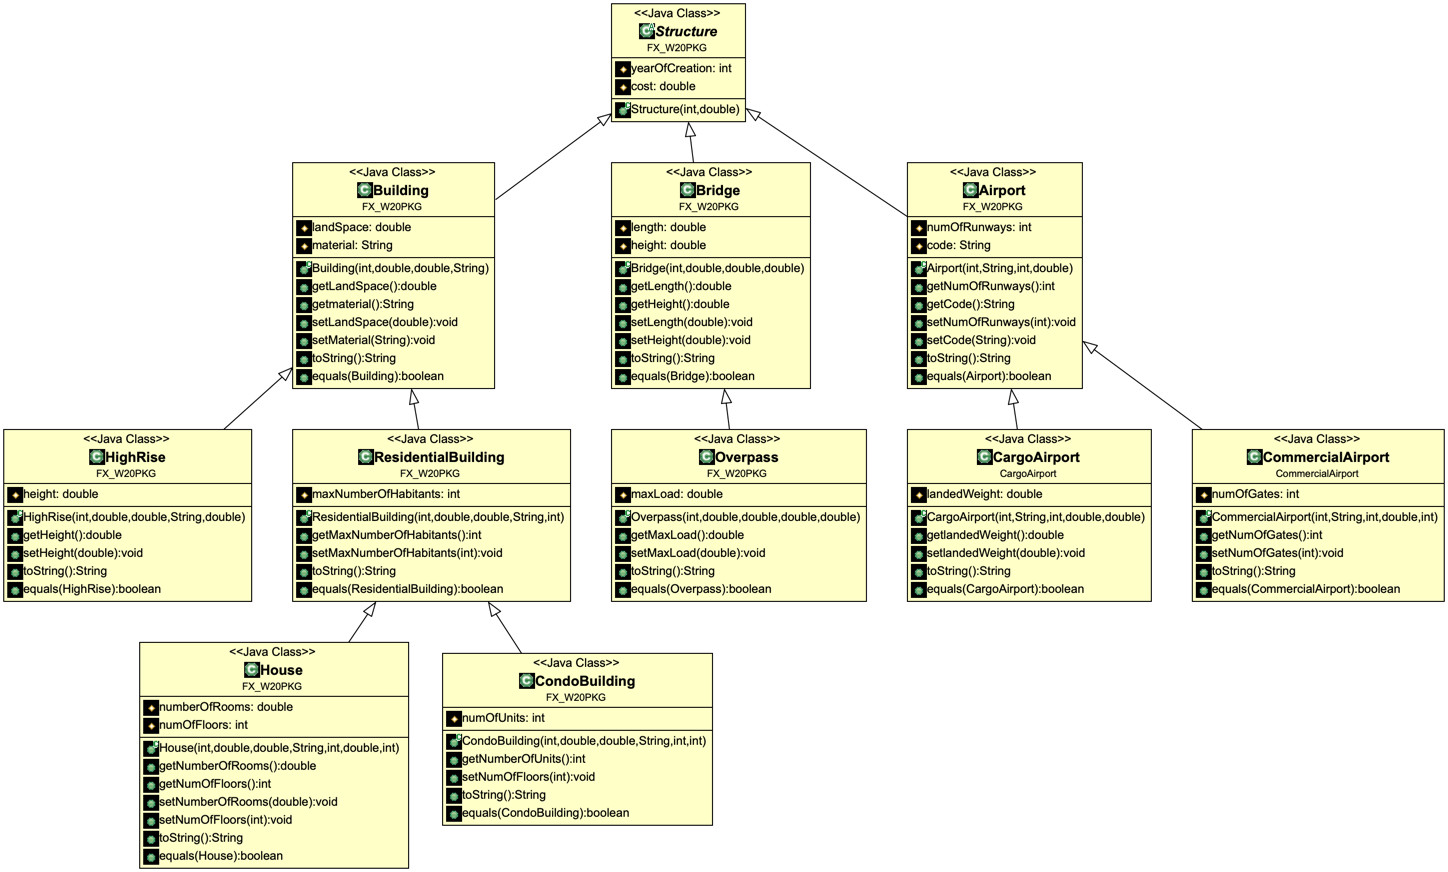 <<Java Class>>
Structure
FX_W20PKG
yearOfCreation: int
cost: double
Structure(int,double)
<<Java Class>>
Building
FX_W20PKG
landSpace: double
material: String
Building(int,double,double,String)
getLandSpace():double
getmaterial():String
setLandSpace(double):void
setMaterial(String):void
toString():String
equals(Building):boolean
<<Java Class>>
Bridge
FX_W20PKG
length: double
height: double
Bridge(int,double,double,double)
getLength():double
getHeight():double
setLength(double):void
setHeight(double):void
toString():String
equals(Bridge):boolean
<<Java Class>>
Airport
FX_W20PKG
numOfRunways: int
code: String
Airport(int,String,int,double)
getNumOfRunways():int
getCode():String
setNumOfRunways(int):void
setCode(String):void
toString():String
equals(Airport):boolean
<<Java Class>>
HighRise
FX_W20PKG
height: double
HighRise(int,double,double,String,double)
getHeight():double
setHeight(double):void
toString():String
equals(HighRise):boolean
<<Java Class>>
ResidentialBuilding
FX_W20PKG
maxNumberOfHabitants: int
ResidentialBuilding(int,double,double,String,int)
getMaxNumberOfHabitants():int
setMaxNumberOfHabitants(int):void
toString():String
equals(ResidentialBuilding):boolean
<<Java Class>>
Overpass
FX_W20PKG
maxLoad: double
Overpass(int,double,double,double,double)
getMaxLoad():double
setMaxLoad(double):void
toString():String
equals(Overpass):boolean
<<Java Class>>
CargoAirport
CargoAirport
landedWeight: double
CargoAirport(int,String,int,double,double)
getlandedWeight():double
setlandedWeight(double):void
toString():String
equals(CargoAirport):boolean
<<Java Class>>
CommercialAirport
CommercialAirport
numOfGates: int
CommercialAirport(int,String,int,double,int)
getNumOfGates():int
setNumOfGates(int):void
toString():String
equals(CommercialAirport):boolean
<<Java Class>>
House
FX_W20PKG
numberOfRooms: double
numOfFloors: int
House(int,double,double,String,int,double,int)
getNumberOfRooms():double
getNumOfFloors():int
setNumberOfRooms(double):void
setNumOfFloors(int):void
toString():String
equals(House):boolean
<<Java Class>>
CondoBuilding
FX_W20PKG
numOfUnits: int
CondoBuilding(int,double,double,String,int,int)
getNumberOfUnits():int
setNumOfFloors(int):void
toString():String
equals(CondoBuilding):boolean